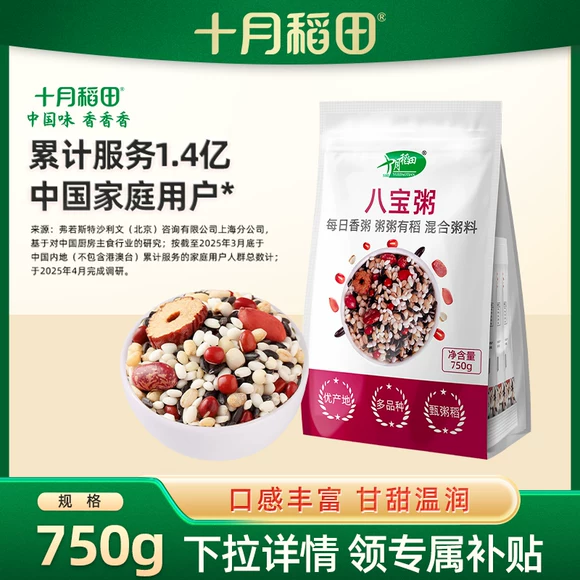 十月稻田®
十月稻田®
中国味 香香香
累计服务1.4亿
中国家庭用户*
来源：弗若斯特沙利文（北京）咨询有限公司上海分公司，
基于对中国厨房主食行业的研究；按截至2025年3月底于
中国内地（不包含港澳台）累计服务的家庭用户人群总数计；
于2025年4月完成调研。
十月稻田
八宝粥
每日香粥 粥粥有稻 混合粥料
净含量
750g
优产地
多品种
甄粥稻
规格
750g
口感丰富 甘甜温润
下拉详情 领专属补贴